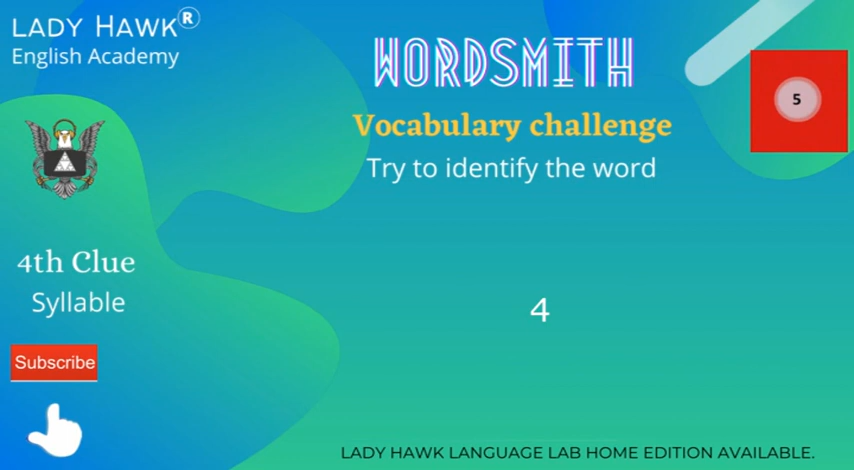 LADY HAWK®
English Academy
WORDSMITH
Vocabulary challenge
Try to identify the word
5
4th Clue
Syllable
4
Subscribe
LADY HAWK LANGUAGE LAB HOME EDITION AVAILABLE.